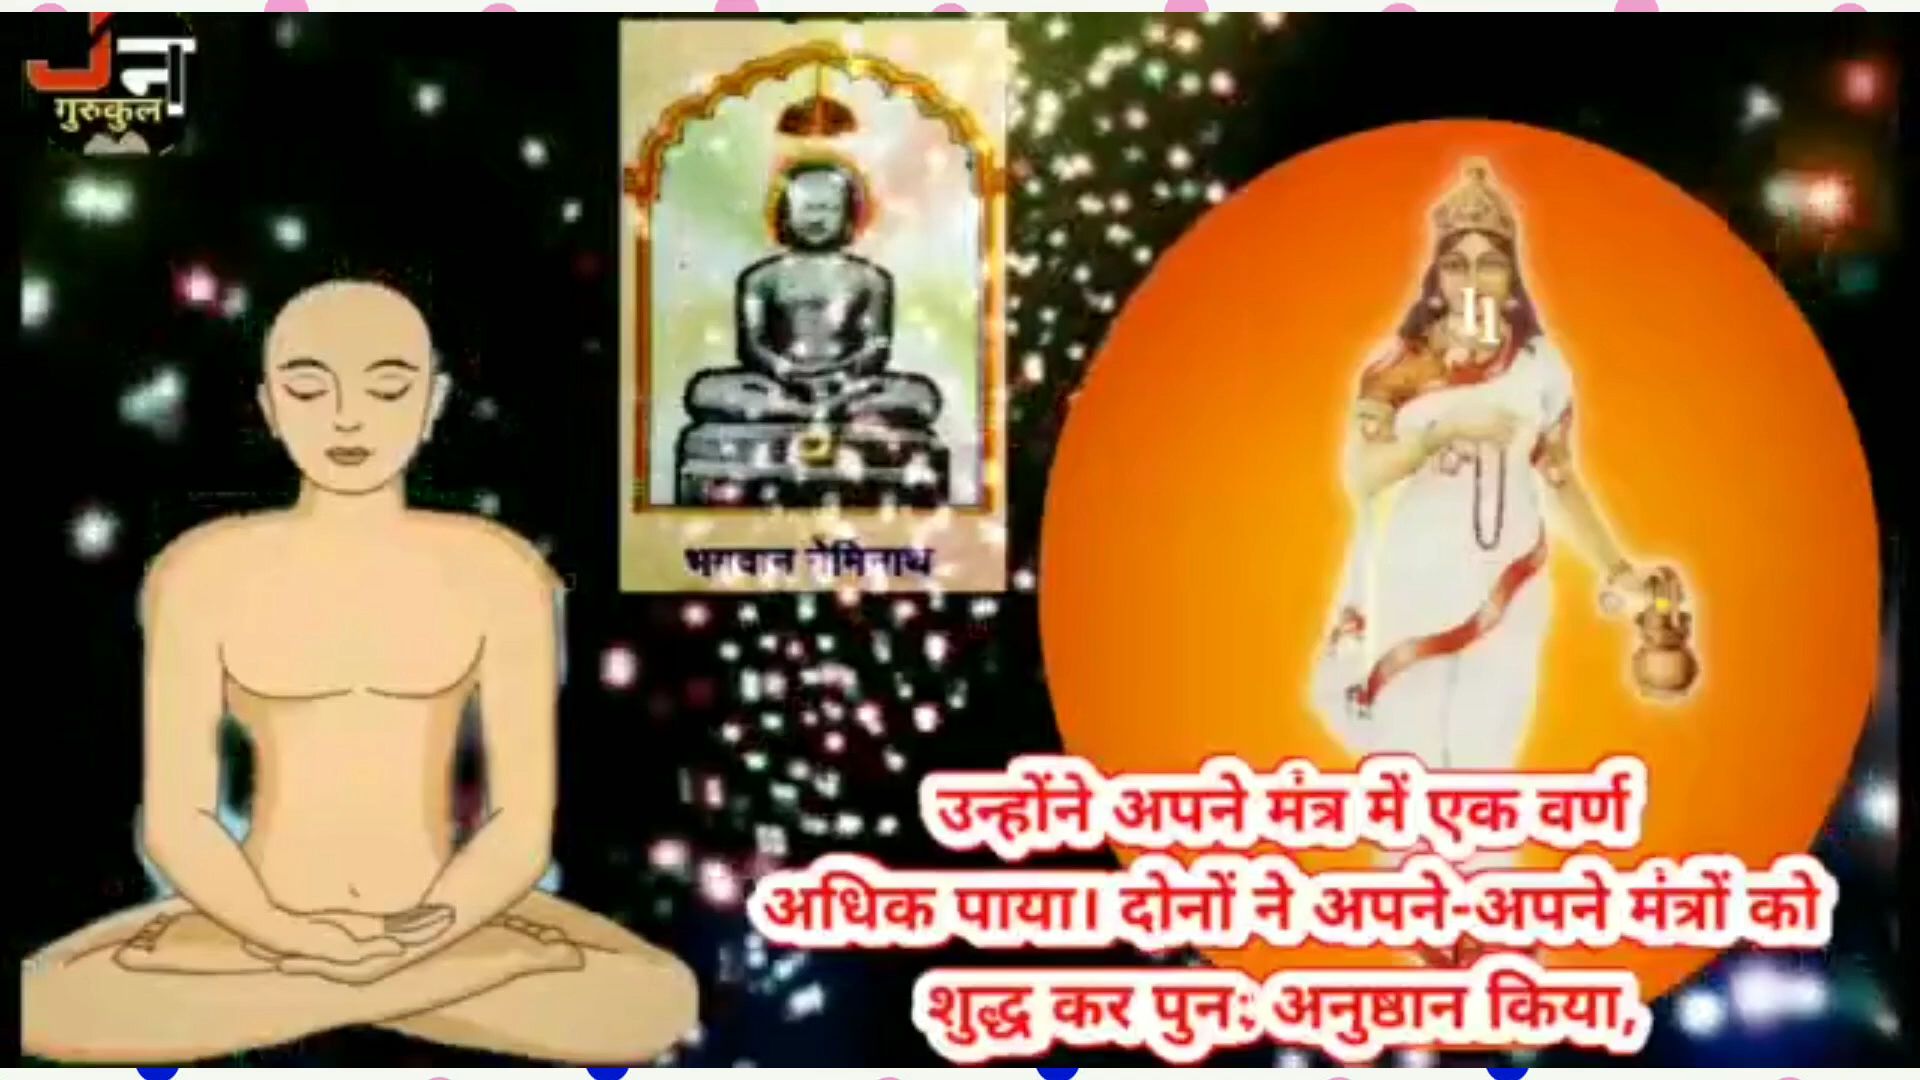 जैन
गुरुकुल
भगवान नेमिनाथ
उन्होंने अपने मंत्र में एक वर्ण
अधिक पाया। दोनों ने अपने-अपने मंत्रों को
शुद्ध कर पुन: अनुष्ठान किया,